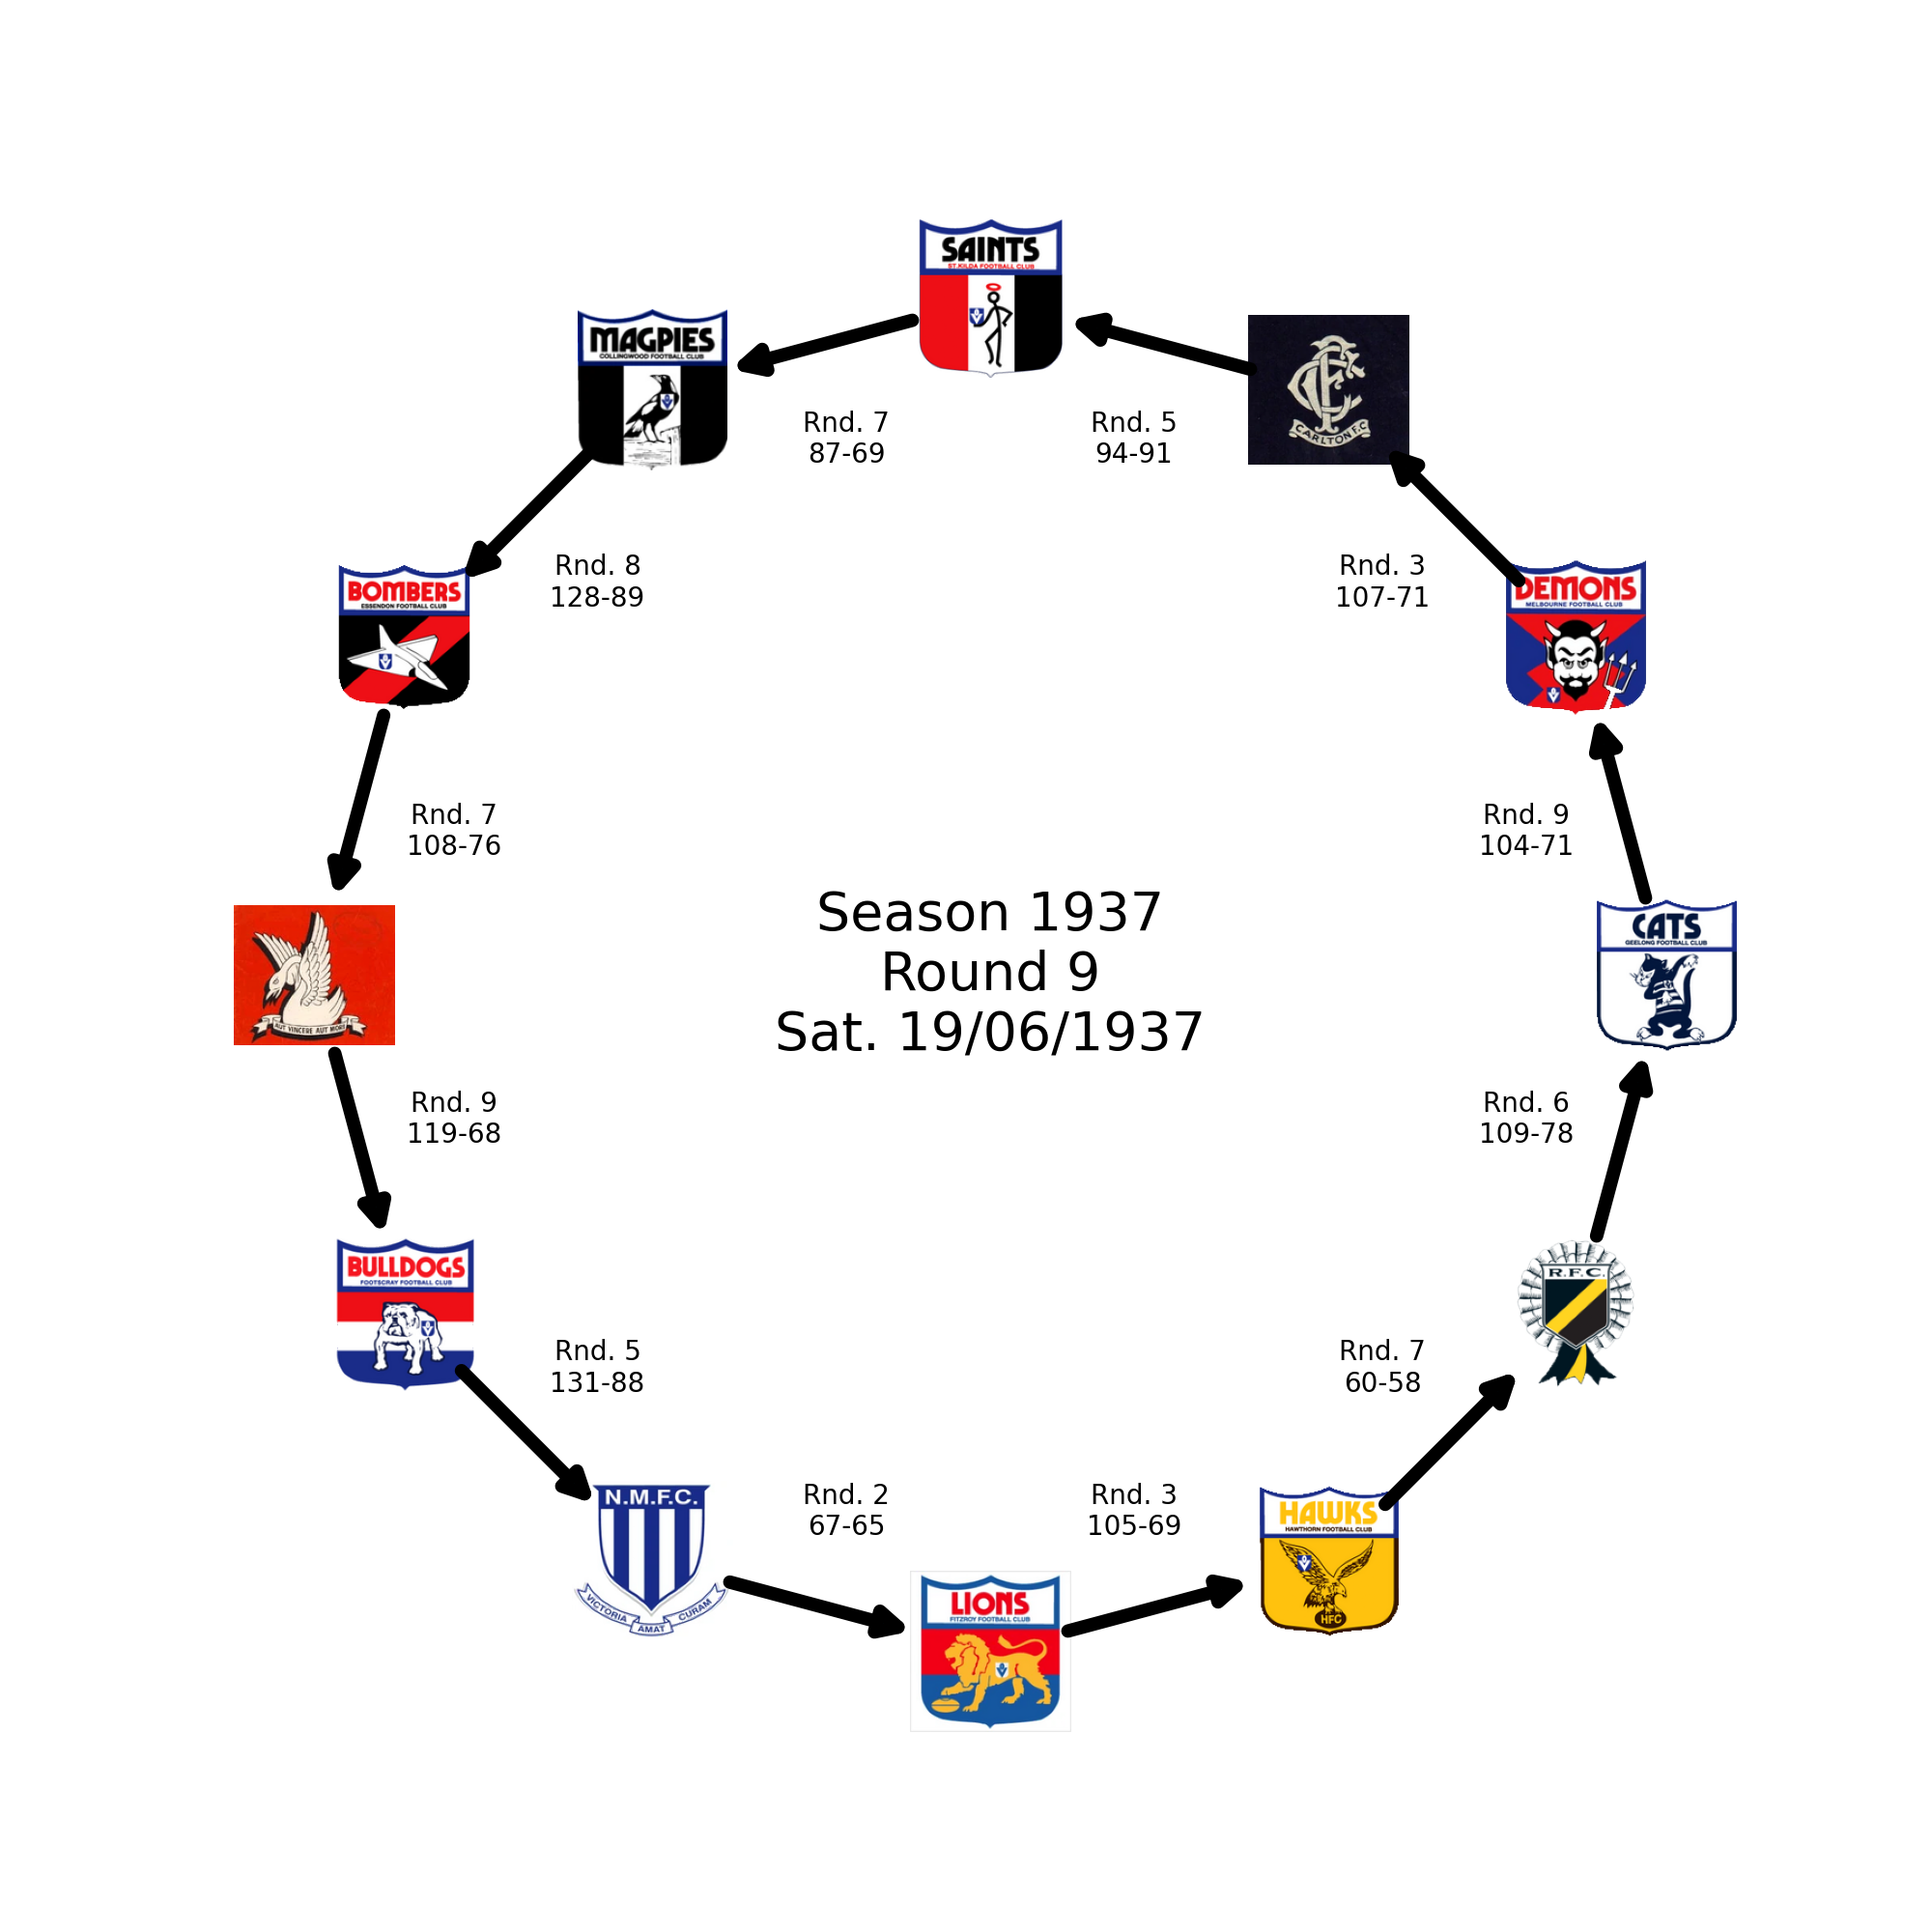 SAINTS
ST.KILDA FOOTBALL CLUB
MAGPIES
COLLINGWOOD FOOTBALL CLUB
CARLTON F.C
Rnd. 7
87-69
Rnd. 5
94-91
Rnd. 8
128-89
Rnd. 3
107-71
BOMBERS
ESSENDON FOOTBALL CLUB
DEMONS
MELBOURNE FOOTBALL CLUB
Rnd. 7
108-76
Rnd. 9
104-71
Season 1937
Round 9
Sat. 19/06/1937
CATS
GEELONG FOOTBALL CLUB
AUT VINCERE AUT MORI
Rnd. 9
119-68
Rnd. 6
109-78
BULLDOGS
FOOTSCRAY FOOTBALL CLUB
R.F.C.
Rnd. 5
131-88
Rnd. 7
60-58
N.M.F.C.
VICTORIA AMAT CURAM
Rnd. 2
67-65
Rnd. 3
105-69
HAWKS
HAWTHORN FOOTBALL CLUB
HFC
LIONS
FITZROY FOOTBALL CLUB